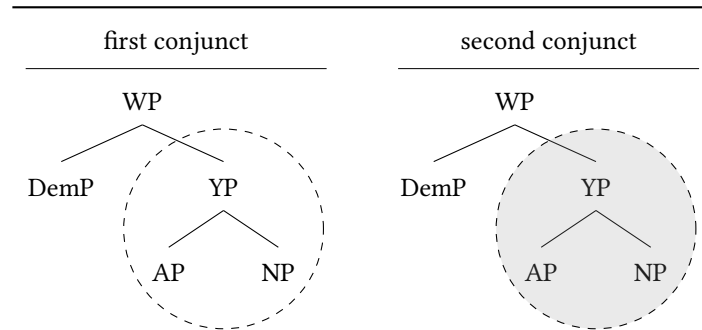 first conjunct second conjunct
WP WP
DemP YP DemP YP
AP NP AP NP